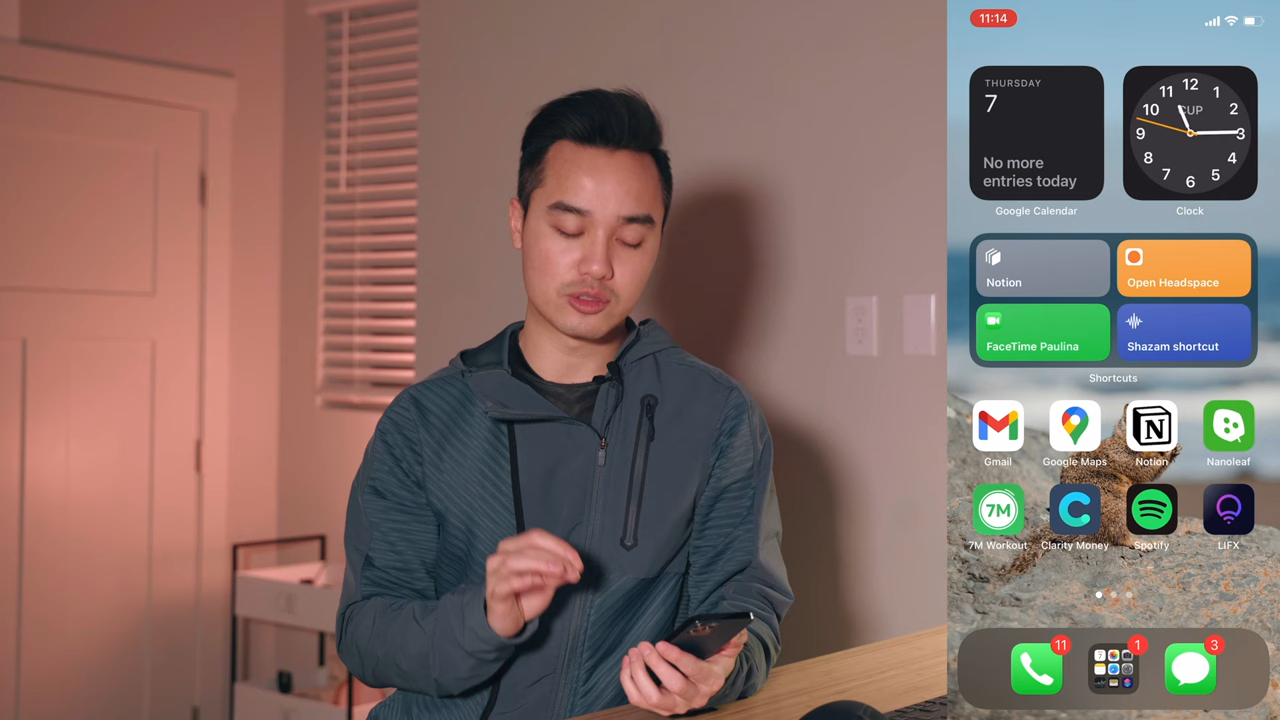 11:14
THURSDAY
7
No more
entries today
Google Calendar
12
11
1
10
CUP
2
9
3
8
4
7
5
6
Clock
Notion
Open Headspace
FaceTime Paulina
Shazam shortcut
Shortcuts
N
7M
Gmail
Google Maps
Notion
Nanoleaf
7M Workout
Clarity Money
Spotify
LIFX
11
1
3